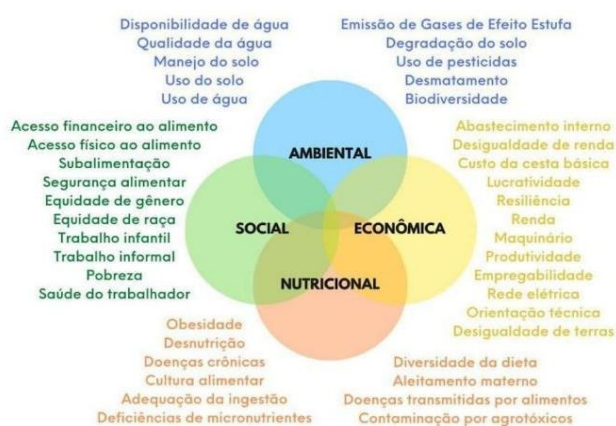 Disponibilidade de água
Qualidade da água
Manejo do solo
Uso do solo
Uso de água
Emissão de Gases de Efeito Estufa
Degradação do solo
Uso de pesticidas
Desmatamento
Biodiversidade
AMBIENTAL
Acesso financeiro ao alimento
Acesso físico ao alimento
Subalimentação
Segurança alimentar
Equidade de gênero
Equidade de raça
Trabalho infantil
Trabalho informal
Pobreza
Saúde do trabalhador
SOCIAL
ECONÔMICA
Abastecimento interno
Desigualdade de renda
Custo da cesta básica
Lucratividade
Resiliência
Renda
Maquinário
Produtividade
Empregabilidade
Rede elétrica
Orientação técnica
Desigualdade de terras
NUTRICIONAL
Obesidade
Desnutrição
Doenças crônicas
Cultura alimentar
Adequação da ingestão
Deficiências de micronutrientes
Diversidade da dieta
Aleitamento materno
Doenças transmitidas por alimentos
Contaminação por agrotóxicos